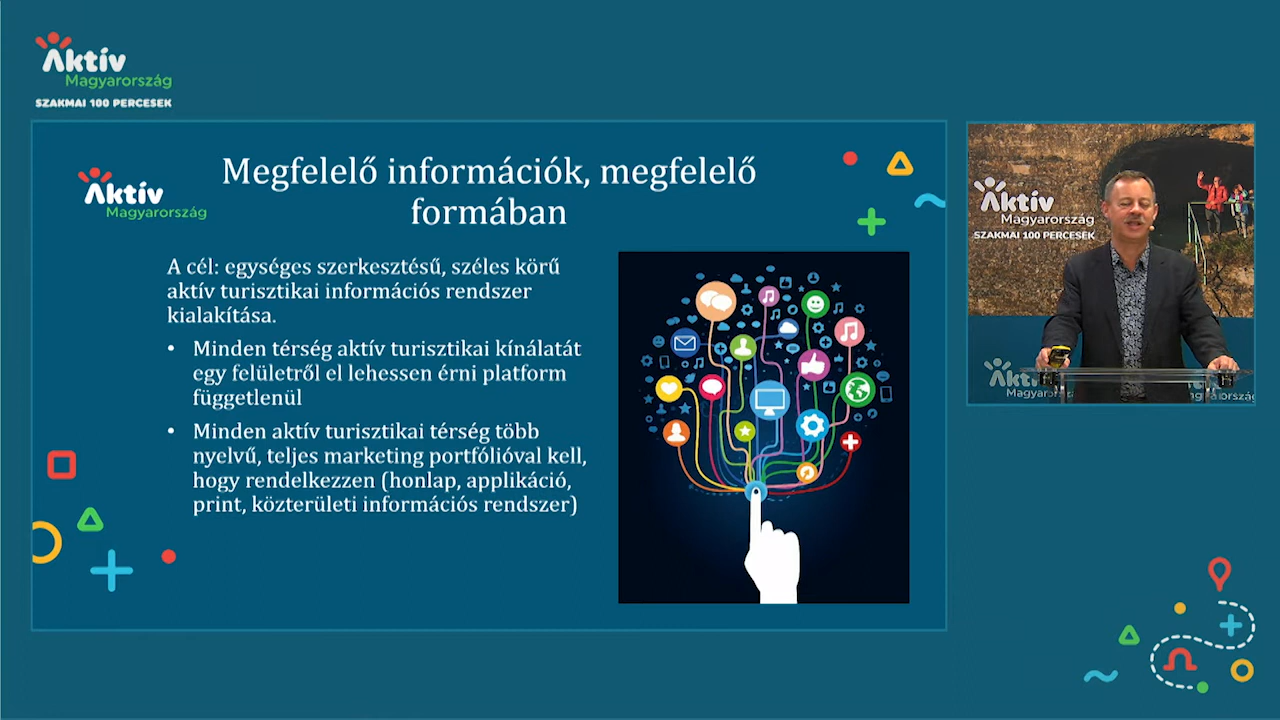 Aktív
Magyarország
SZAKMAI 100 PERCESEK
Aktív
Magyarország
Megfelelő információk, megfelelő
formában
A cél: egységes szerkesztésű, széles körű
aktív turisztikai információs rendszer
kialakítása.
• Minden térség aktív turisztikai kínálatát
egy felületről el lehessen érni platform
függetlenül
• Minden aktív turisztikai térség több
nyelvű, teljes marketing portfólióval kell,
hogy rendelkezzen (honlap, applikáció,
print, közterületi információs rendszer)
Aktív
Magyarország
SZAKMAI 100 PERCESEK